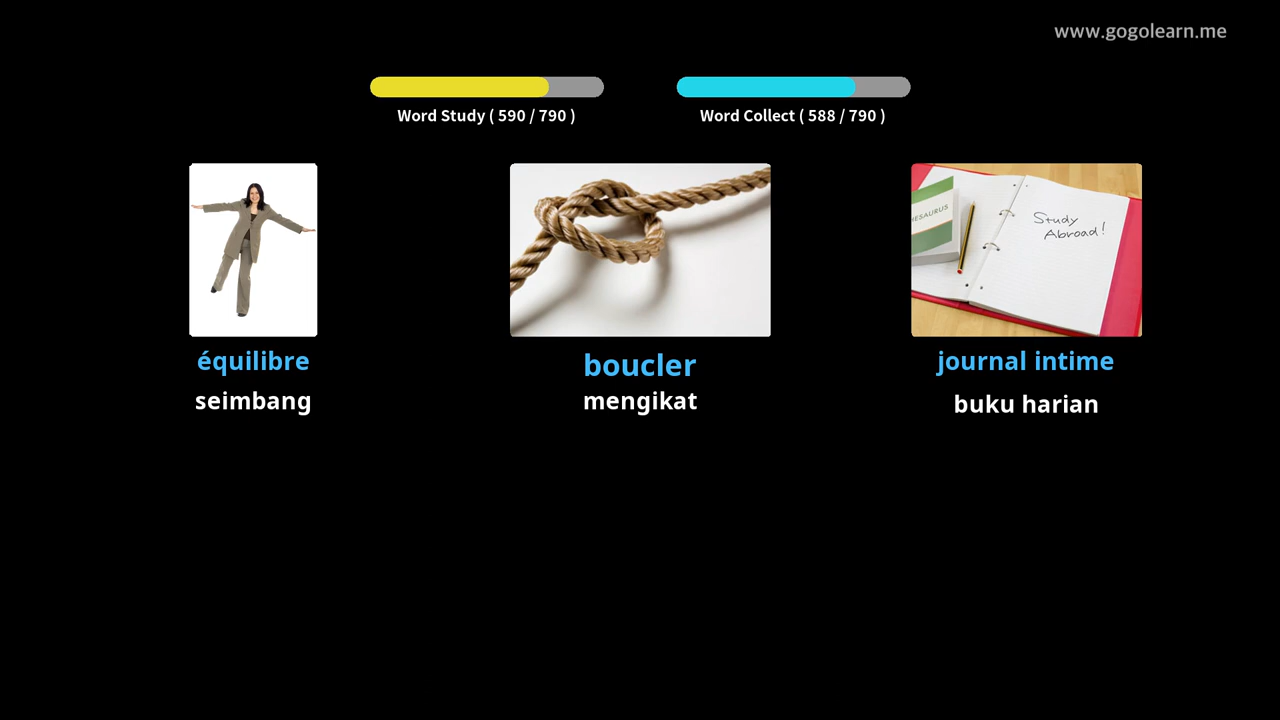 www.gogolearn.me
Word Study ( 590 / 790 )
Word Collect ( 588 / 790 )
Study
Abroad!
équilibre
boucler
journal intime
seimbang
mengikat
buku harian